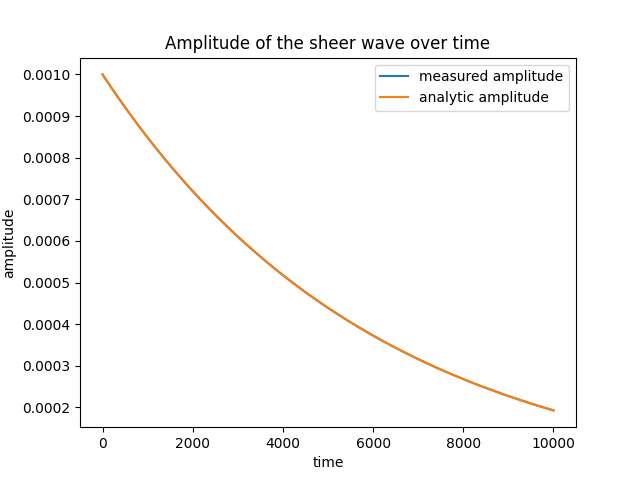 Amplitude of the sheer wave over time
measured amplitude
analytic amplitude
0.0010
0.0009
0.0008
0.0007
0.0006
0.0005
0.0004
0.0003
0.0002
amplitude
0 2000 4000 6000 8000 10000
time